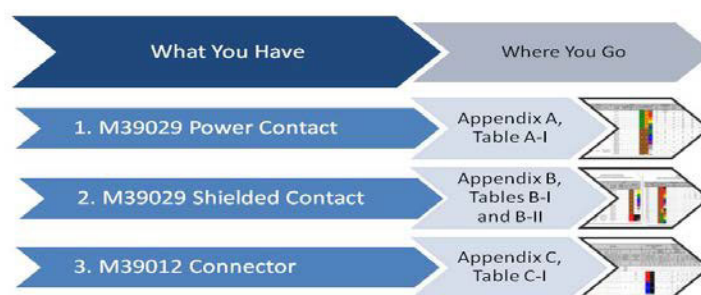 What You Have
Where You Go
1. M39029 Power Contact
Appendix A,
Table A-I
2. M39029 Shielded Contact
Appendix B,
Tables B-I
and B-II
3. M39012 Connector
Appendix C,
Table C-I